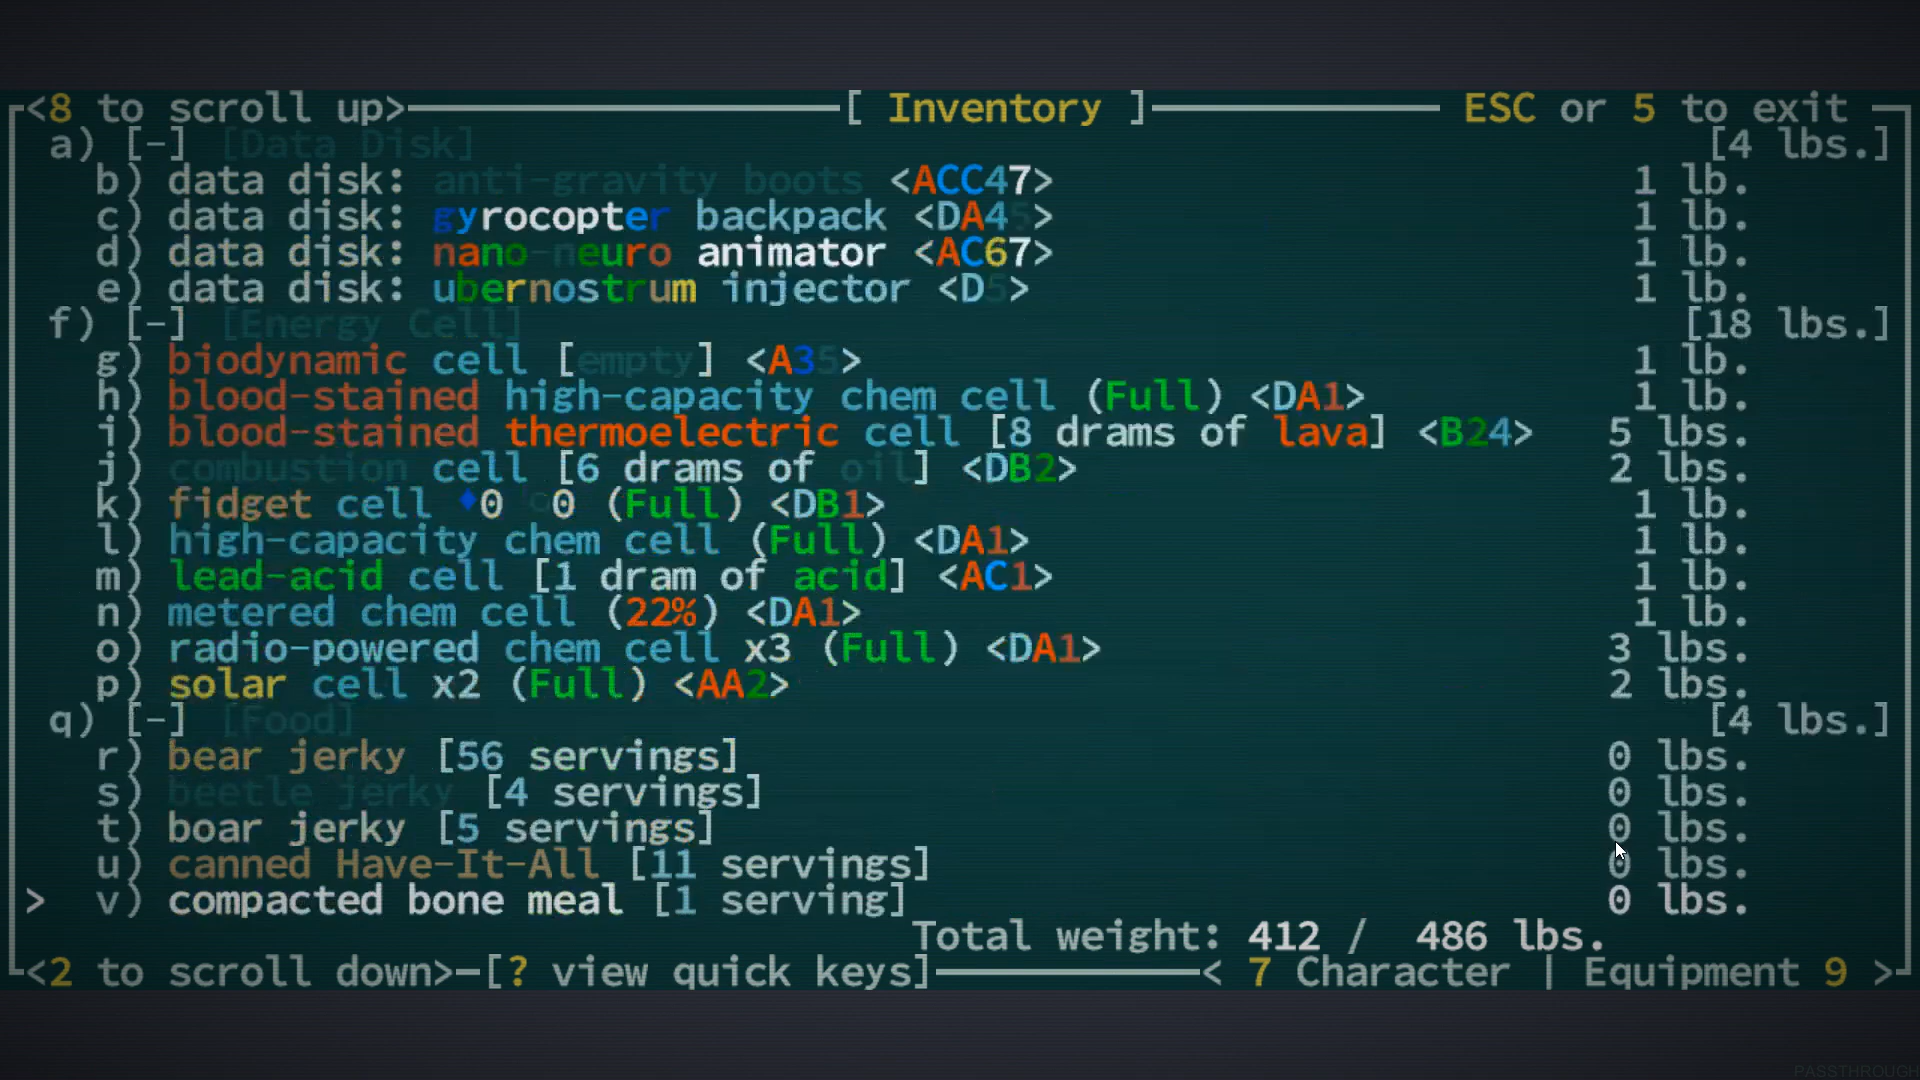 <8 to scroll up> [ Inventory ] ESC or 5 to exit
a) [-] [Data Disk] [4 lbs.]
b) data disk: anti-gravity boots <ACC47> 1 lb.
c) data disk: gyrocopter backpack <DA45> 1 lb.
d) data disk: nano-neuro animator <AC67> 1 lb.
e) data disk: ubernostrum injector <D5> 1 lb.
f) [-] [Energy Cell] [18 lbs.]
g) biodynamic cell [empty] <A35> 1 lb.
h) blood-stained high-capacity chem cell (Full) <DA1> 1 lb.
i) blood-stained thermoelectric cell [8 drams of lava] <B24> 5 lbs.
j) combustion cell [6 drams of oil] <DB2> 2 lbs.
k) fidget cell ♦0 ○0 (Full) <DB1> 1 lb.
l) high-capacity chem cell (Full) <DA1> 1 lb.
m) lead-acid cell [1 dram of acid] <AC1> 1 lb.
n) metered chem cell (22%) <DA1> 1 lb.
o) radio-powered chem cell x3 (Full) <DA1> 3 lbs.
p) solar cell x2 (Full) <AA2> 2 lbs.
q) [-] [Food] [4 lbs.]
r) bear jerky [56 servings] 0 lbs.
s) beetle jerky [4 servings] 0 lbs.
t) boar jerky [5 servings] 0 lbs.
u) canned Have-It-All [11 servings] 0 lbs.
> v) compacted bone meal [1 serving] 0 lbs.
Total weight: 412 / 486 lbs.
<2 to scroll down> [? view quick keys] < 7 Character | Equipment 9 >
PASSTHROUGH